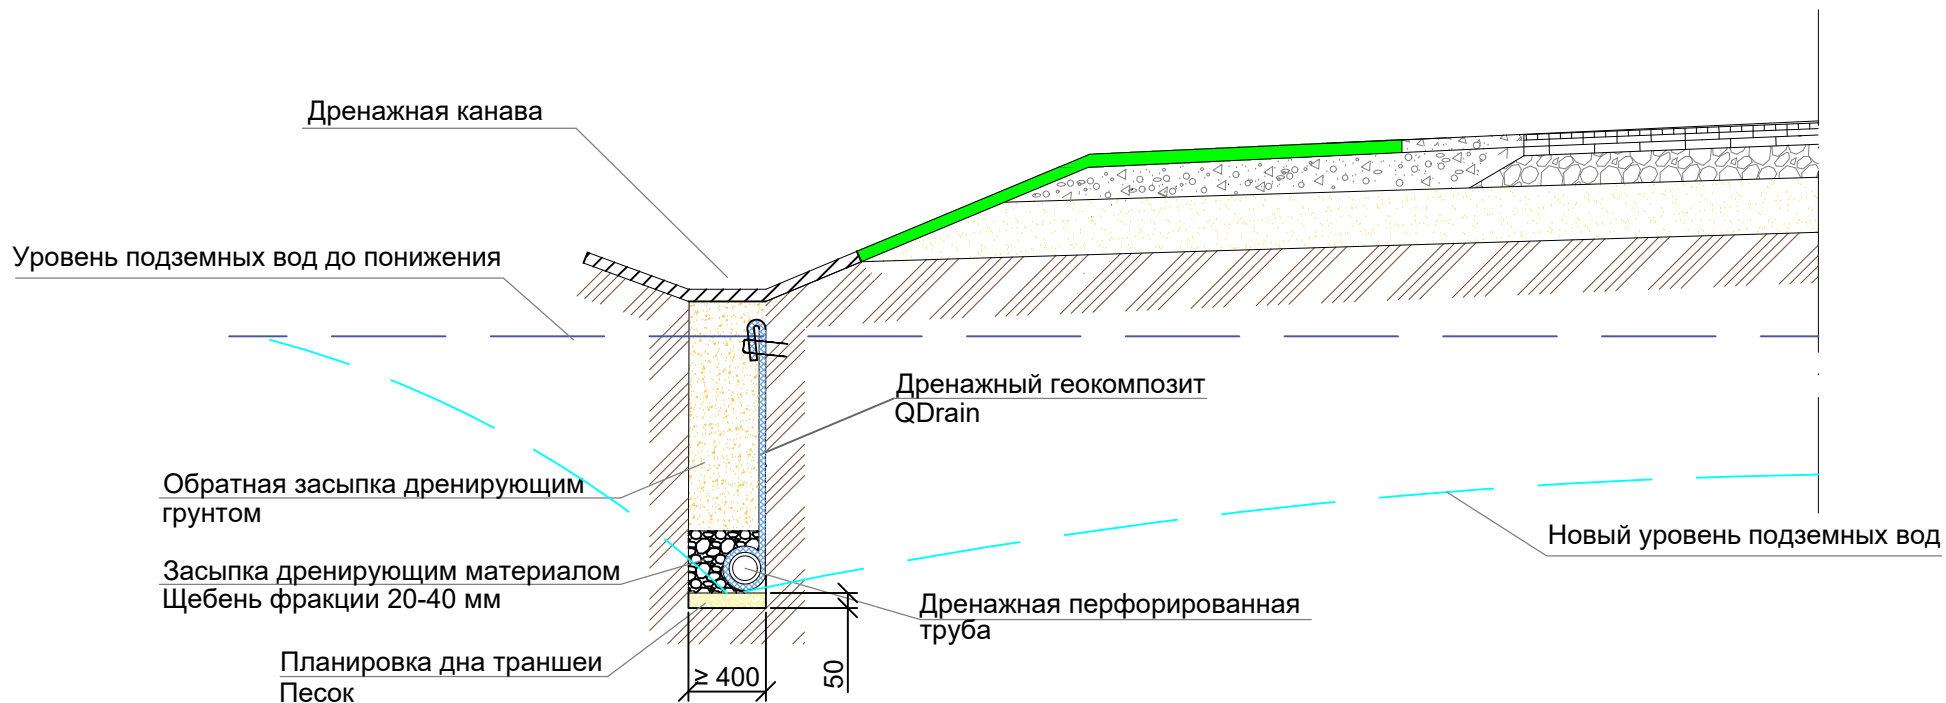 Дренажная канава
Уровень подземных вод до понижения
Дренажный геокомпозит
QDrain
Обратная засыпка дренирующим
грунтом
Новый уровень подземных вод
Засыпка дренирующим материалом
Щебень фракции 20-40 мм
Дренажная перфорированная
труба
Планировка дна траншеи
Песок
≥ 400
50